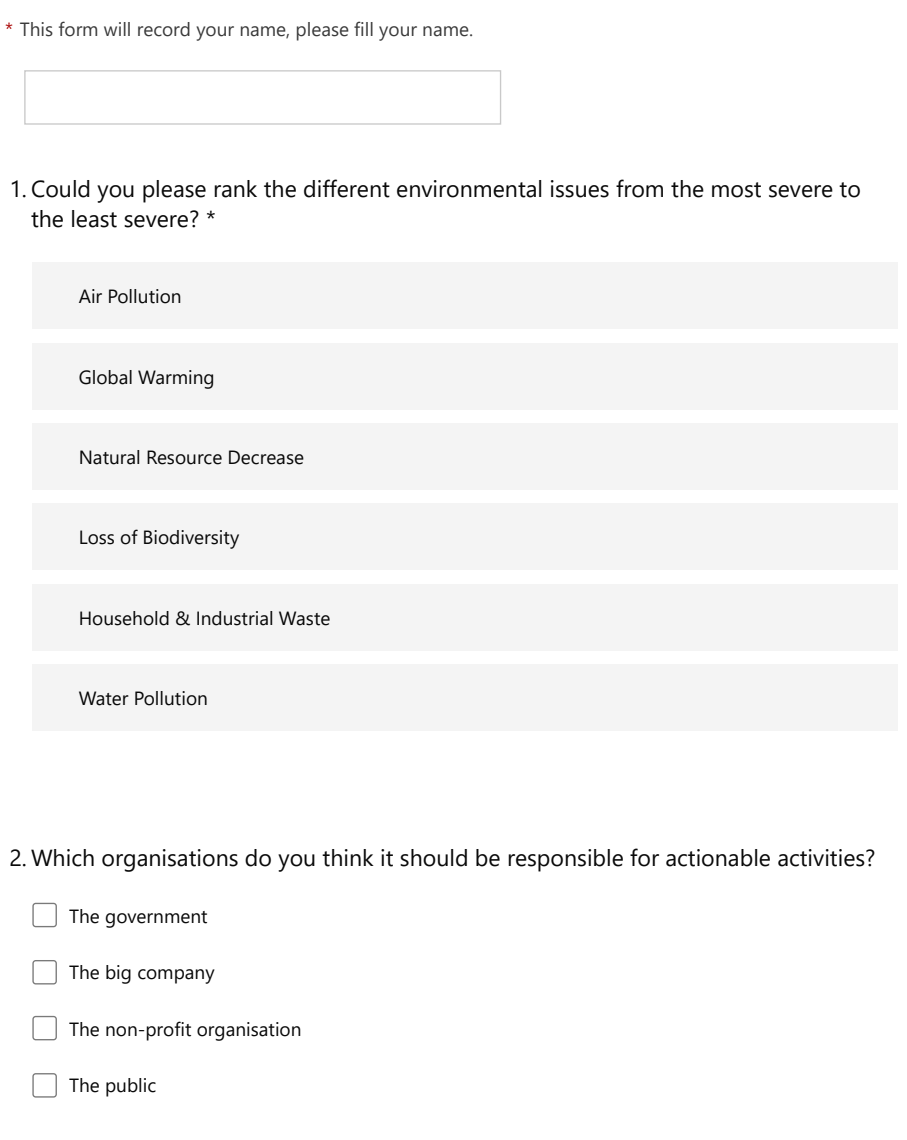 * This form will record your name, please fill your name.
1. Could you please rank the different environmental issues from the most severe to
the least severe? *
Air Pollution
Global Warming
Natural Resource Decrease
Loss of Biodiversity
Household & Industrial Waste
Water Pollution
2. Which organisations do you think it should be responsible for actionable activities?
The government
The big company
The non-profit organisation
The public